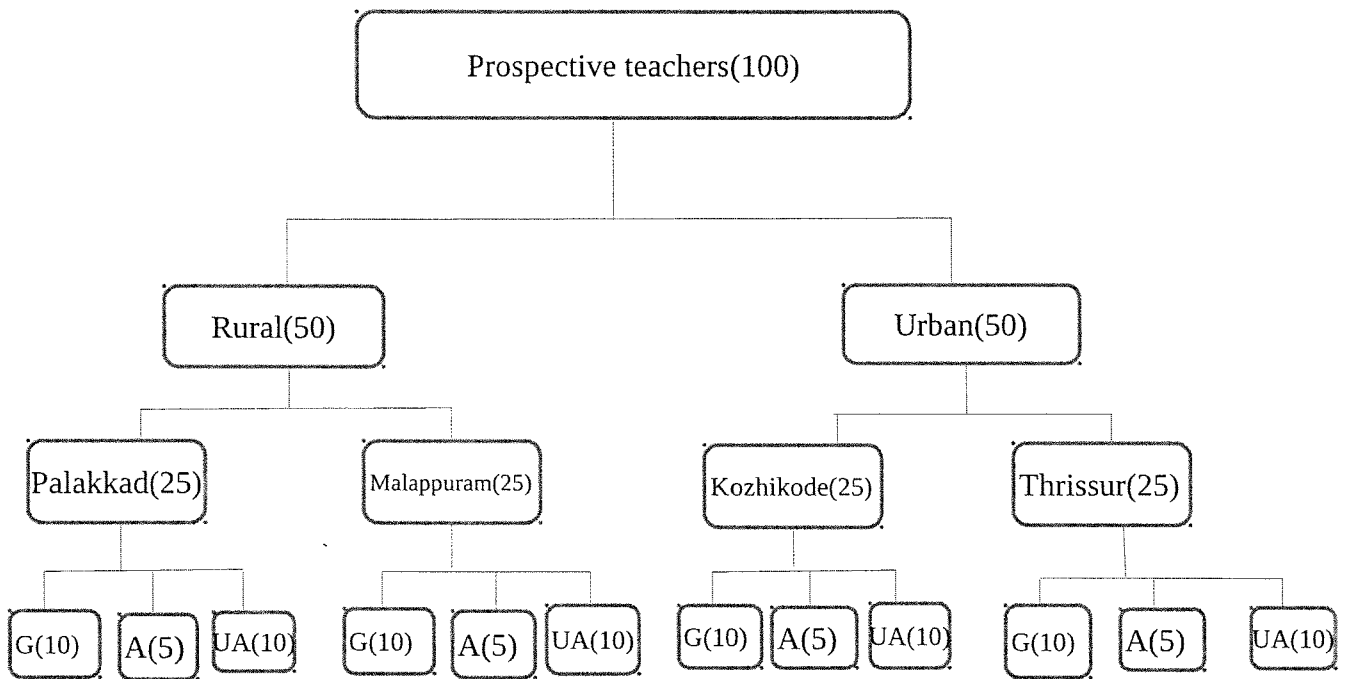 Prospective teachers(100)
Rural(50)
Urban(50)
Palakkad(25)
Malappuram(25)
Kozhikode(25)
Thrissur(25)
G(10)
A(5)
UA(10)
G(10)
A(5)
UA(10)
G(10)
A(5)
UA(10)
G(10)
A(5)
UA(10)